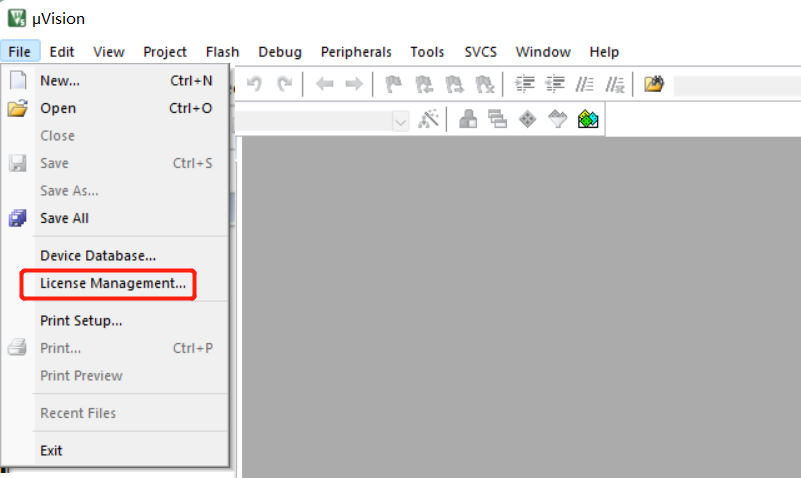 µVision
File Edit View Project Flash Debug Peripherals Tools SVCS Window Help
New... Ctrl+N
Open Ctrl+O
Close
Save Ctrl+S
Save As...
Save All
Device Database...
License Management...
Print Setup...
Print... Ctrl+P
Print Preview
Recent Files
Exit